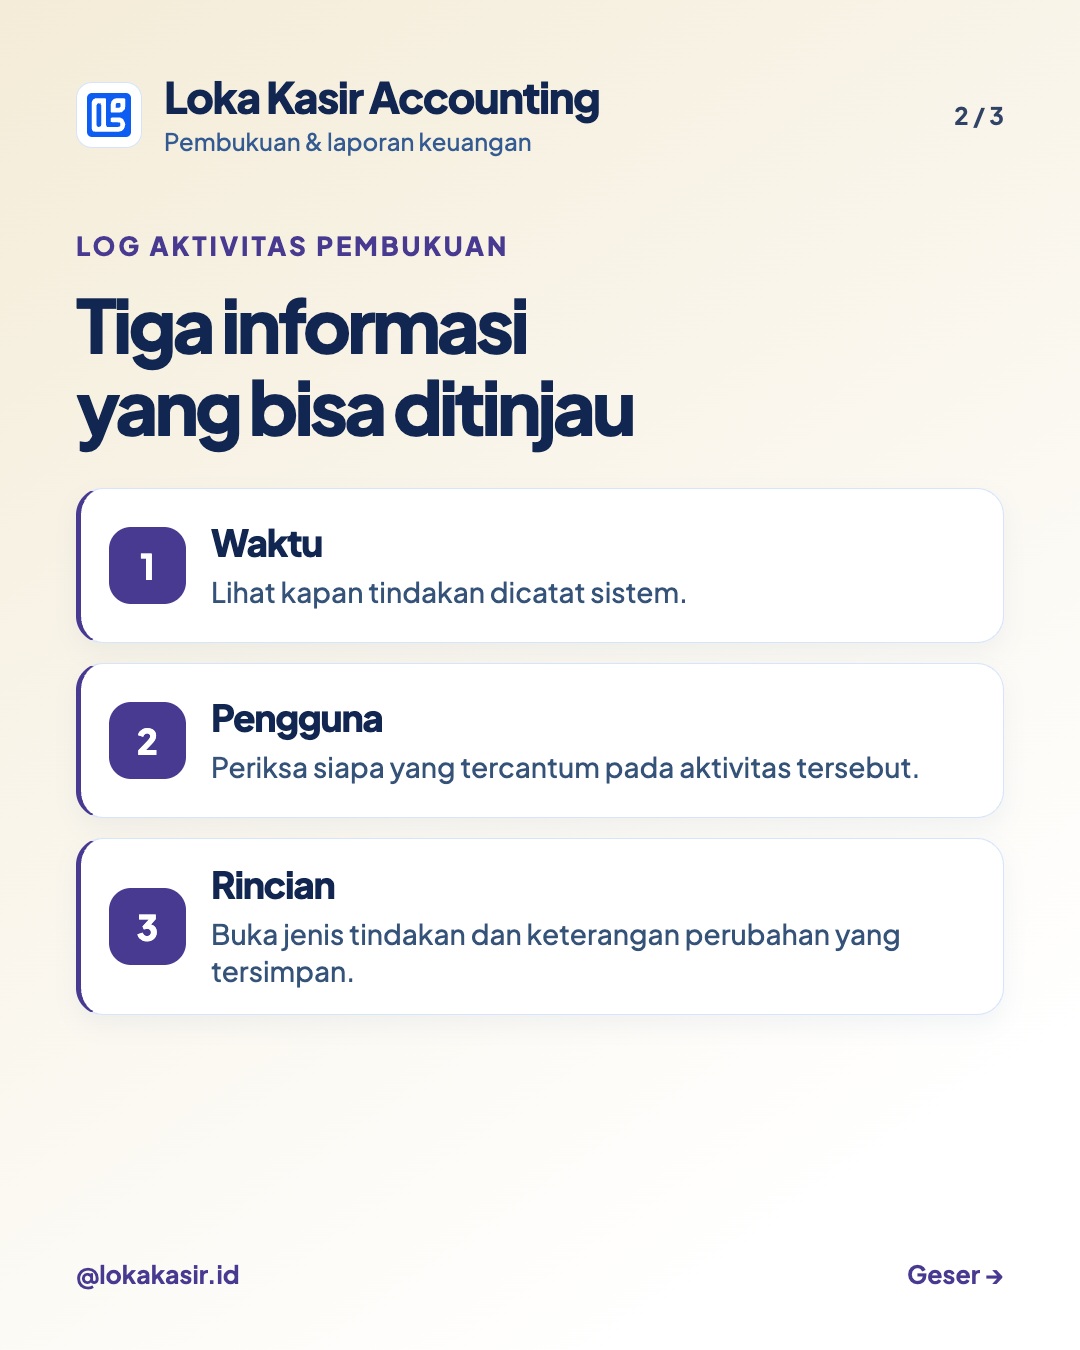 Loka Kasir Accounting
Pembukuan & laporan keuangan
2 / 3
LOG AKTIVITAS PEMBUKUAN
Tiga informasi
yang bisa ditinjau
1
Waktu
Lihat kapan tindakan dicatat sistem.
2
Pengguna
Periksa siapa yang tercantum pada aktivitas tersebut.
3
Rincian
Buka jenis tindakan dan keterangan perubahan yang
tersimpan.
@lokakasir.id
Geser →